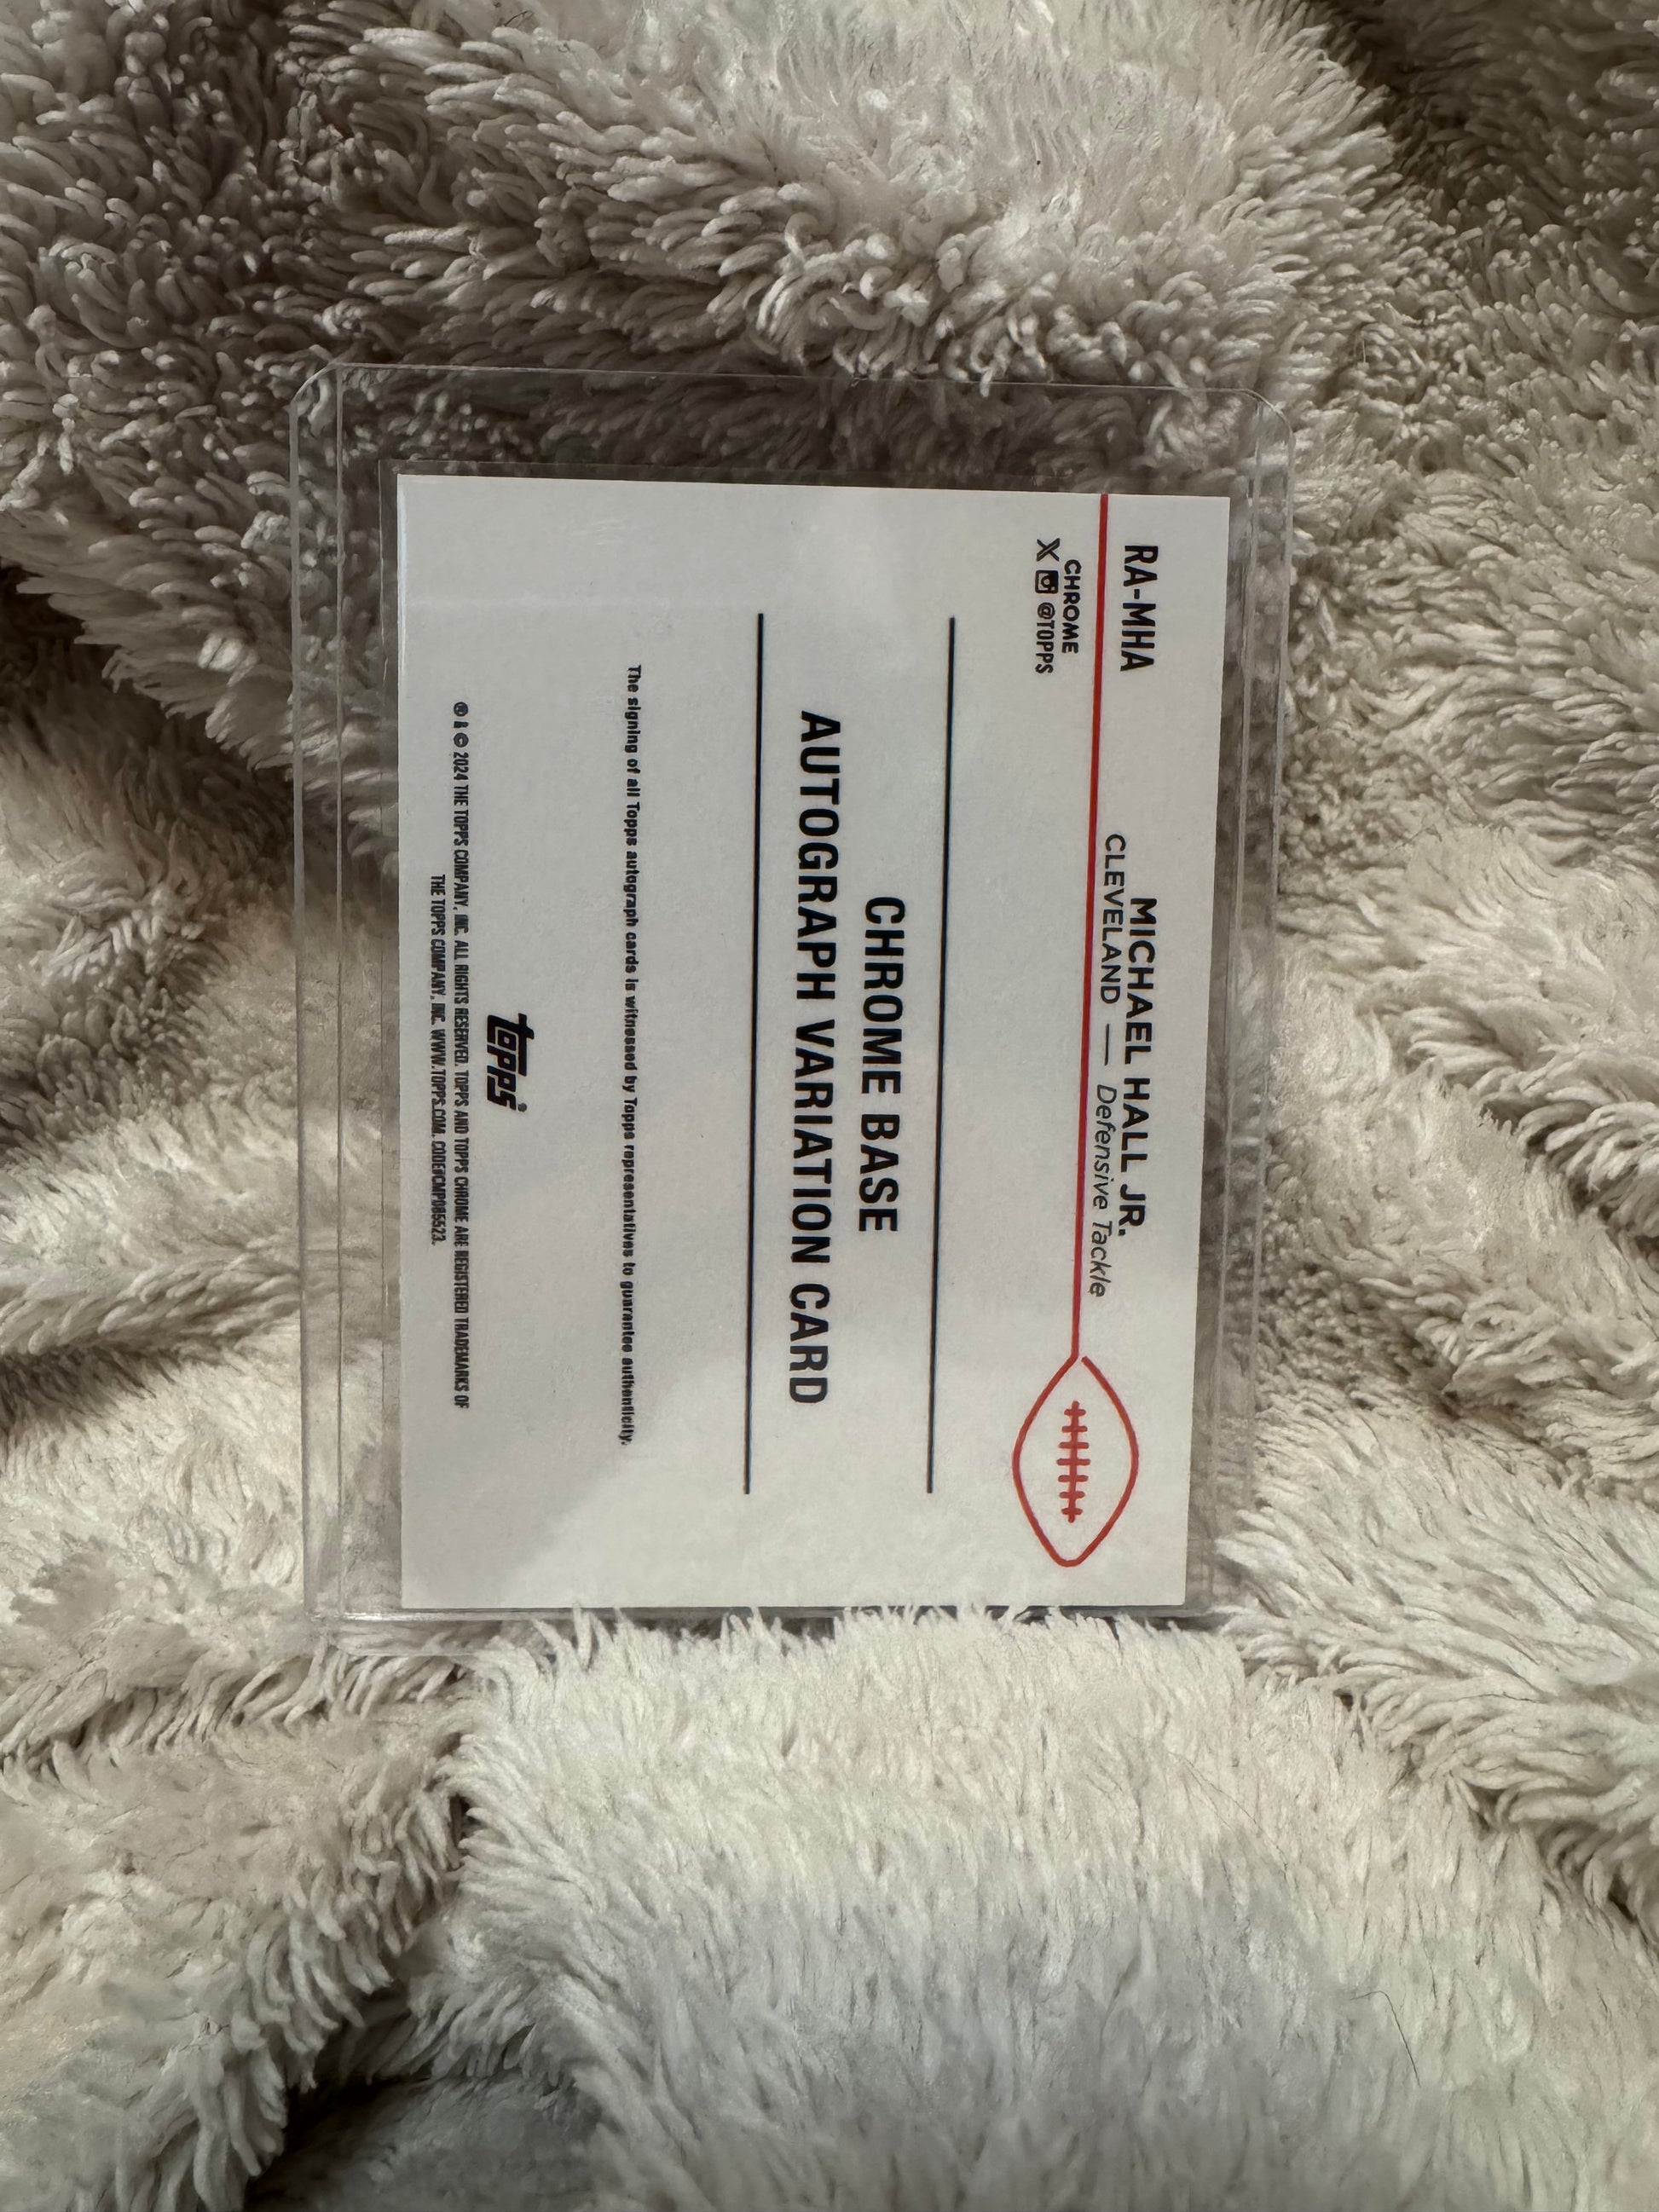 RA-MHA
MICHAEL HALL JR.
CLEVELAND — Defensive Tackle
CHROME
X @TOPPS
CHROME BASE
AUTOGRAPH VARIATION CARD
The signing of all Topps autograph cards is witnessed by Topps representatives to guarantee authenticity.
topps®
® & © 2024 THE TOPPS COMPANY, INC. ALL RIGHTS RESERVED. TOPPS AND TOPPS CHROME ARE REGISTERED TRADEMARKS OF
THE TOPPS COMPANY, INC. WWW.TOPPS.COM. CODE#CMP085523.